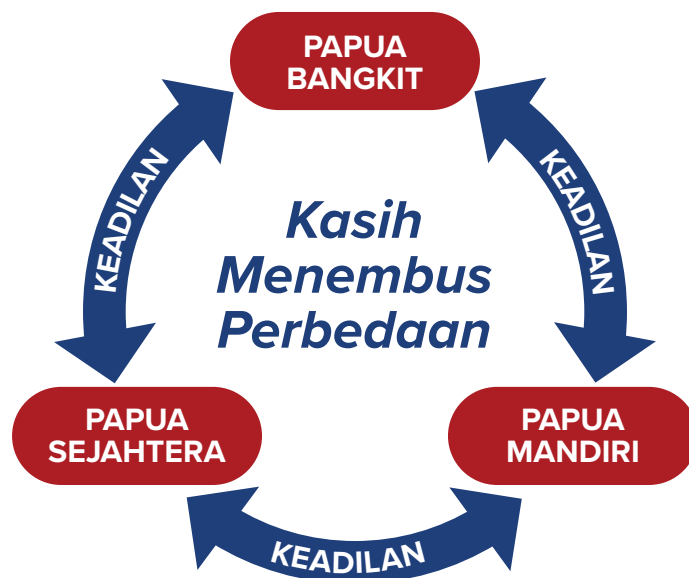 PAPUA
BANGKIT
KEADILAN
KEADILAN
Kasih
Menembus
Perbedaan
PAPUA
SEJAHTERA
PAPUA
MANDIRI
KEADILAN